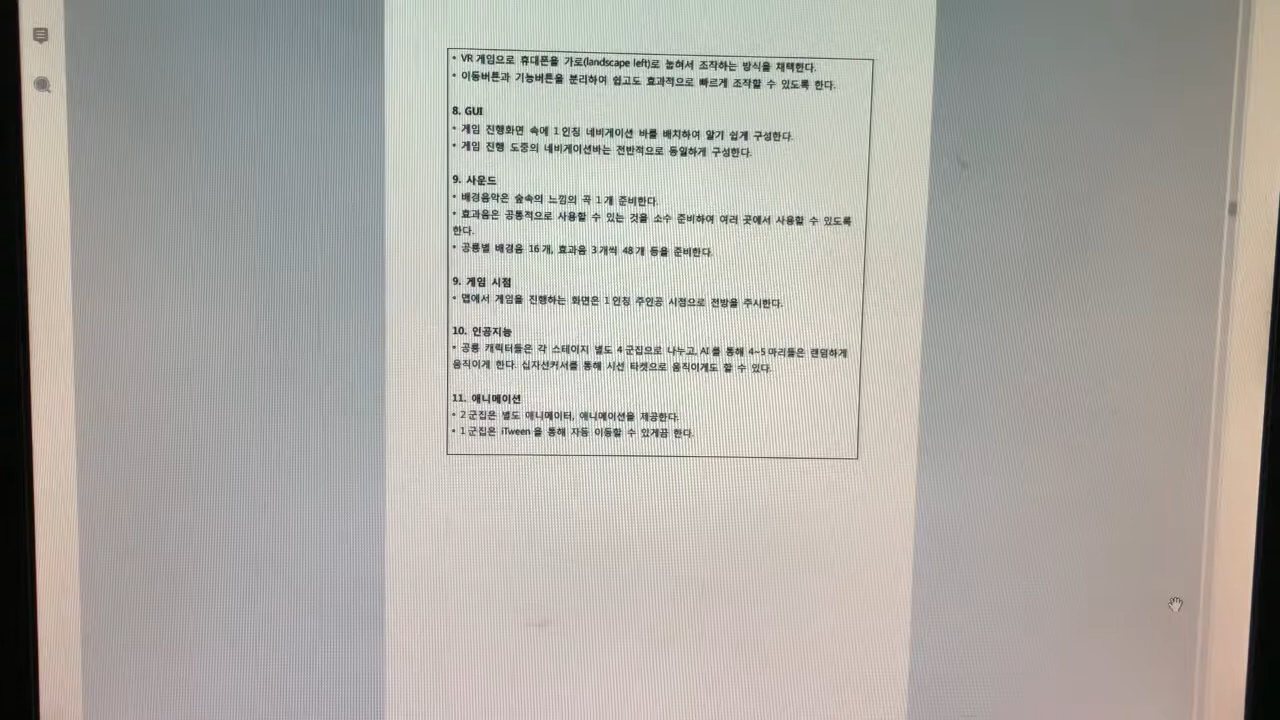 • VR 게임으로 휴대폰을 가로(landscape left)로 눕혀서 조작하는 방식을 채택한다.
• 이동버튼과 기능버튼을 분리하여 쉽고도 효과적으로 빠르게 조작할 수 있도록 한다.
8. GUI
• 게임 진행화면 속에 1인칭 네비게이션 바를 배치하여 알기 쉽게 구성한다.
• 게임 진행 도중의 네비게이션바는 전반적으로 동일하게 구성한다.
9. 사운드
• 배경음악은 숲속의 느낌의 곡 1개 준비한다.
• 효과음은 공통적으로 사용할 수 있는 것을 소수 준비하여 여러 곳에서 사용할 수 있도록
한다.
• 공룡별 배경음 16개, 효과음 3개씩 48개 등을 준비한다.
9. 게임 시점
• 맵에서 게임을 진행하는 화면은 1인칭 주인공 시점으로 전방을 주시한다.
10. 인공지능
• 공룡 캐릭터들은 각 스테이지 별도 4군집으로 나누고, AI를 통해 4~5마리들은 랜덤하게
움직이게 한다. 십자선커서를 통해 시선 타켓으로 움직이게도 할 수 있다.
11. 애니메이션
• 2군집은 별도 애니메이터, 애니메이션을 제공한다.
• 1군집은 iTween을 통해 자동 이동할 수 있게끔 한다.